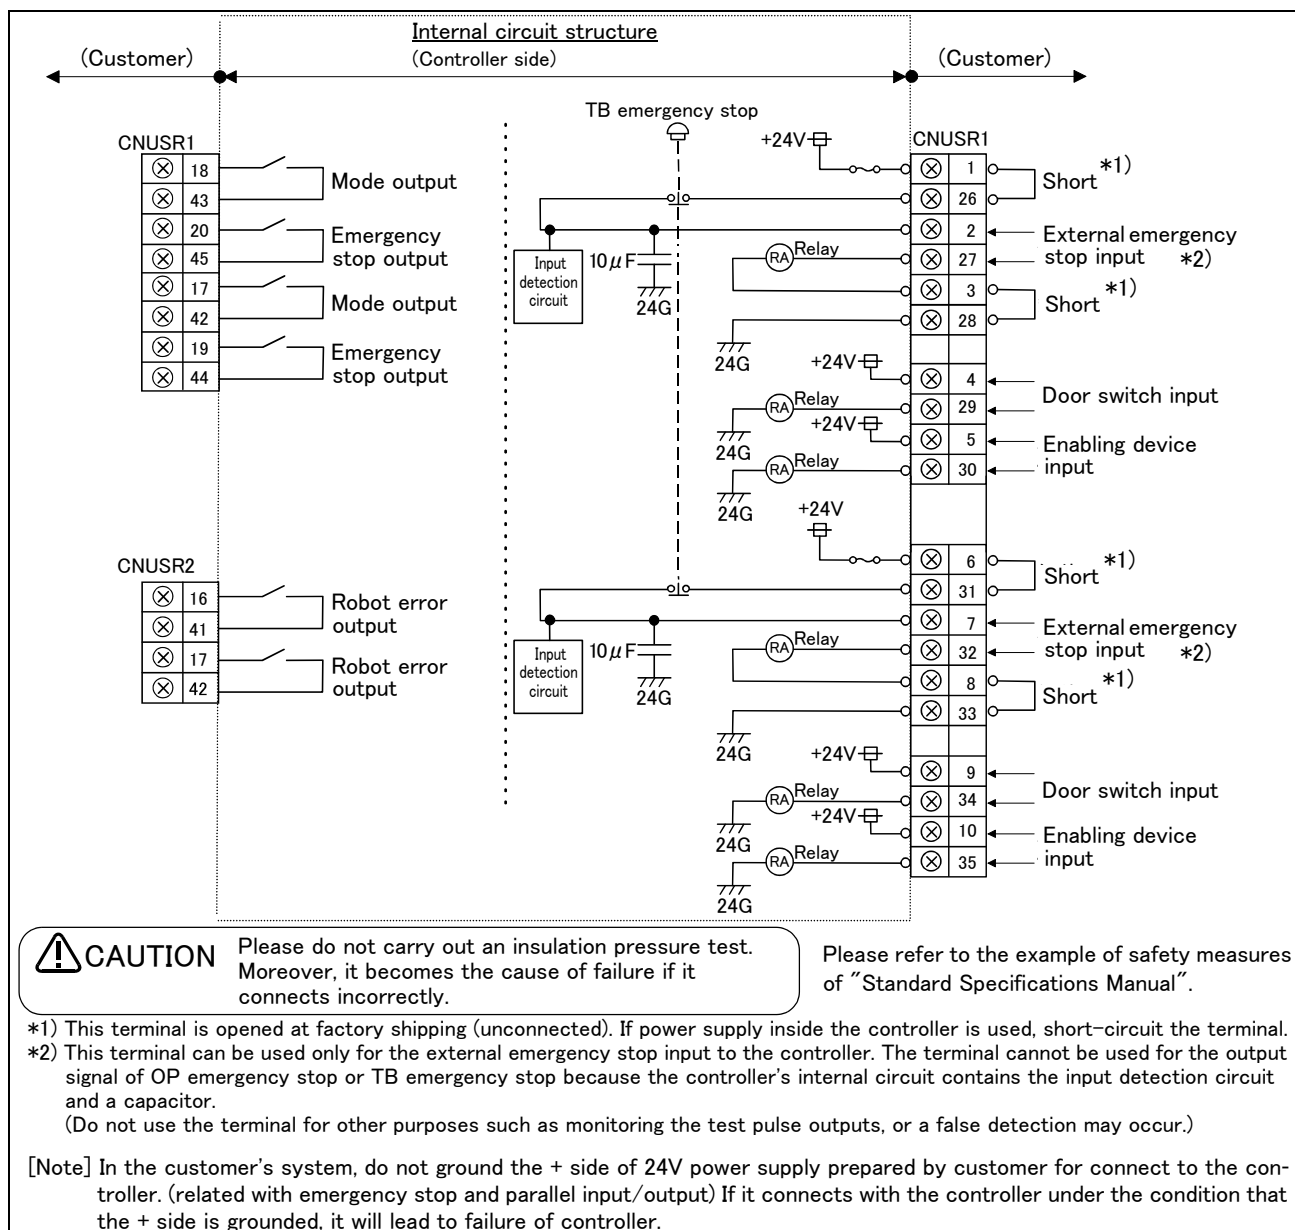 Internal circuit structure
(Customer)
(Controller side)
(Customer)
TB emergency stop
CNUSR1
18
43
Mode output
20
45
Emergency
stop output
17
42
Mode output
19
44
Emergency
stop output
CNUSR2
16
41
Robot error
output
17
42
Robot error
output
+24V
CNUSR1
1
26
Short *1)
2
27
External emergency
stop input *2)
Input
detection
circuit
10μF
24G
RA
Relay
3
28
Short *1)
24G
+24V
4
29
Door switch input
RA
Relay
24G
+24V
5
30
Enabling device
input
RA
Relay
24G
+24V
6
31
Short *1)
7
32
External emergency
stop input *2)
Input
detection
circuit
10μF
24G
RA
Relay
8
33
Short *1)
24G
+24V
9
34
Door switch input
RA
Relay
24G
+24V
10
35
Enabling device
input
RA
Relay
24G
CAUTION
Please do not carry out an insulation pressure test.
Moreover, it becomes the cause of failure if it
connects incorrectly.
Please refer to the example of safety measures
of "Standard Specifications Manual".
*1) This terminal is opened at factory shipping (unconnected). If power supply inside the controller is used, short-circuit the terminal.
*2) This terminal can be used only for the external emergency stop input to the controller. The terminal cannot be used for the output
signal of OP emergency stop or TB emergency stop because the controller's internal circuit contains the input detection circuit
and a capacitor.
(Do not use the terminal for other purposes such as monitoring the test pulse outputs, or a false detection may occur.)
[Note] In the customer's system, do not ground the + side of 24V power supply prepared by customer for connect to the con-
troller. (related with emergency stop and parallel input/output) If it connects with the controller under the condition that
the + side is grounded, it will lead to failure of controller.